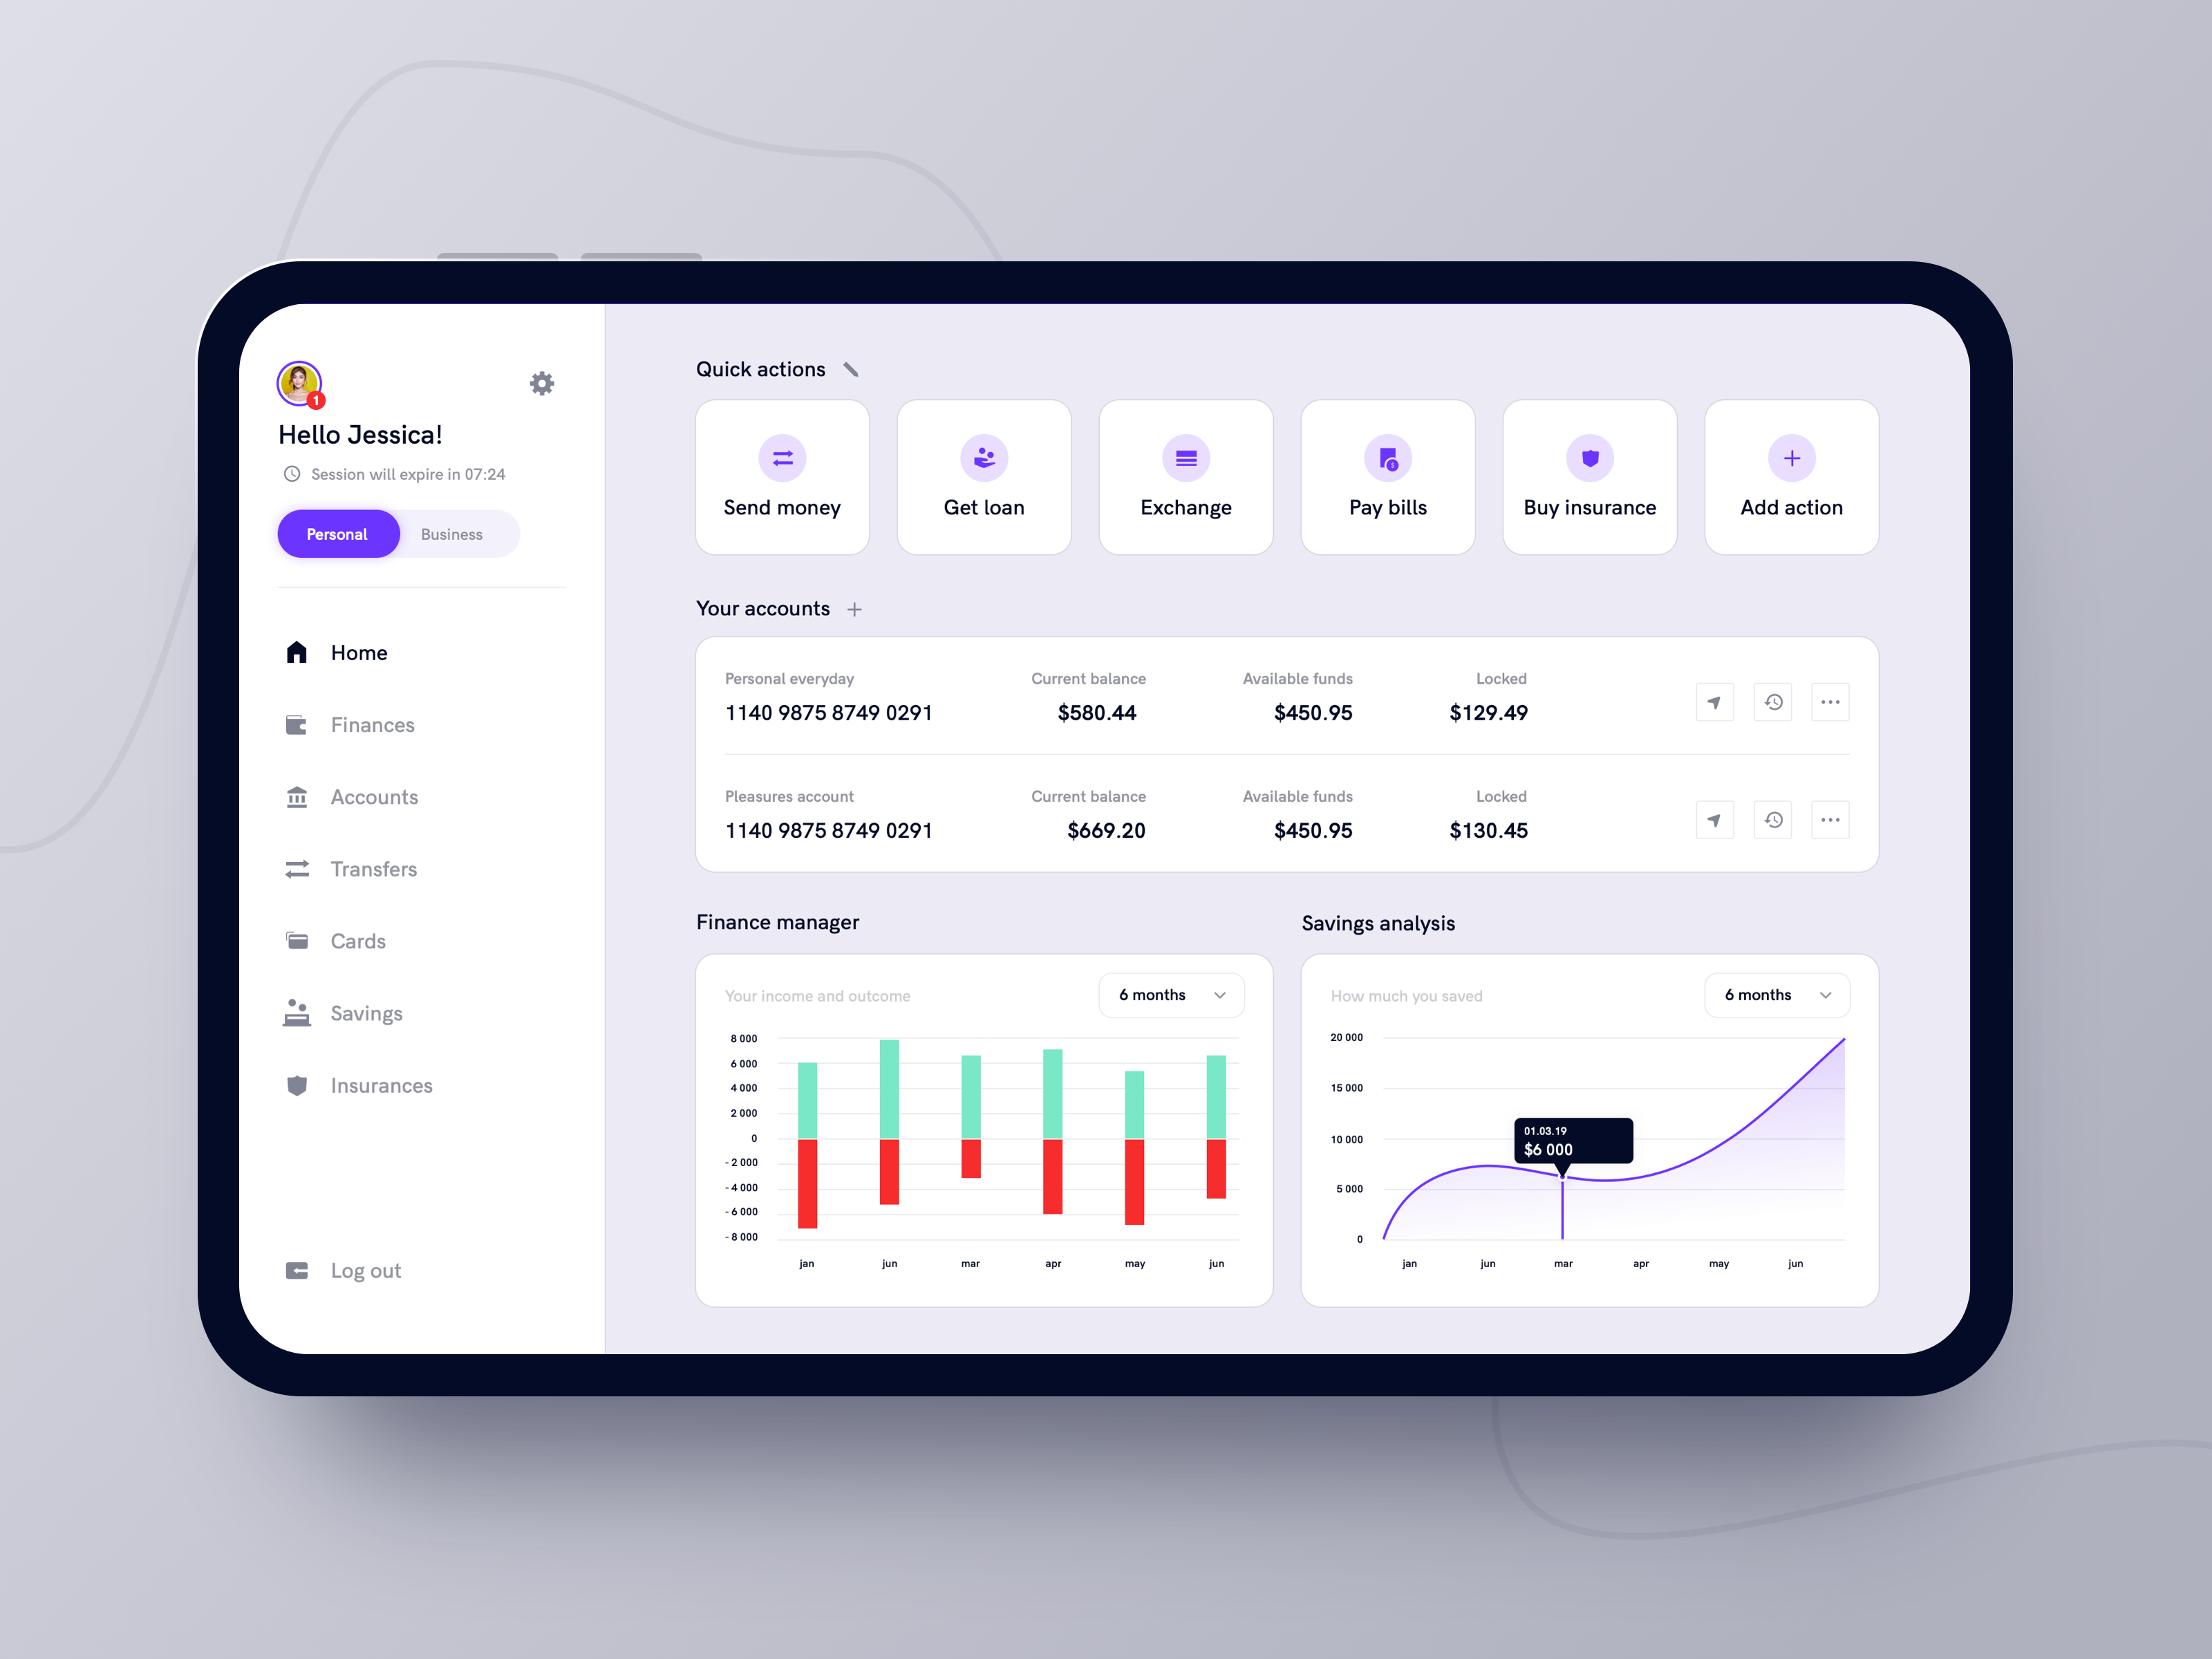 1
Hello Jessica!
Session will expire in 07:24
Personal Business
Home
Finances
Accounts
Transfers
Cards
Savings
Insurances
Log out
Quick actions
Send money Get loan Exchange Pay bills Buy insurance Add action
Your accounts
Personal everyday Current balance Available funds Locked
1140 9875 8749 0291 $580.44 $450.95 $129.49
Pleasures account Current balance Available funds Locked
1140 9875 8749 0291 $669.20 $450.95 $130.45
Finance manager
Your income and outcome 6 months
8 000
6 000
4 000
2 000
0
- 2 000
- 4 000
- 6 000
- 8 000
jan jun mar apr may jun
Savings analysis
How much you saved 6 months
20 000
15 000
10 000
5 000
0
01.03.19
$6 000
jan jun mar apr may jun